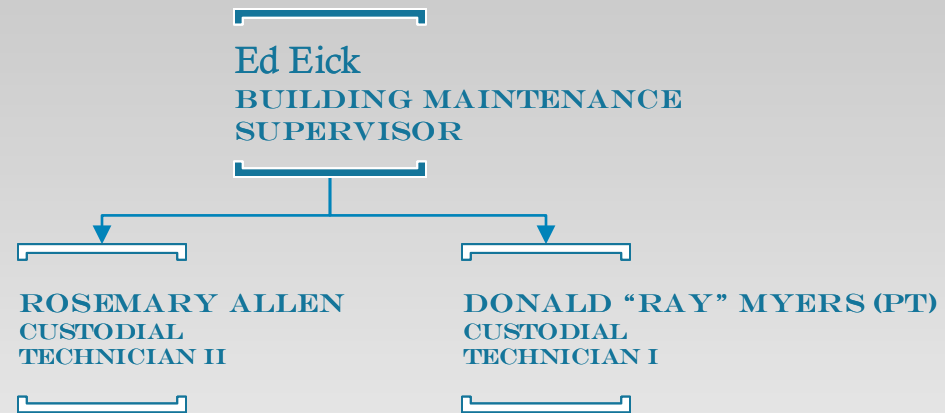 Ed Eick
BUILDING MAINTENANCE
SUPERVISOR
ROSEMARY ALLEN
CUSTODIAL
TECHNICIAN II
DONALD “RAY” MYERS (PT)
CUSTODIAL
TECHNICIAN I